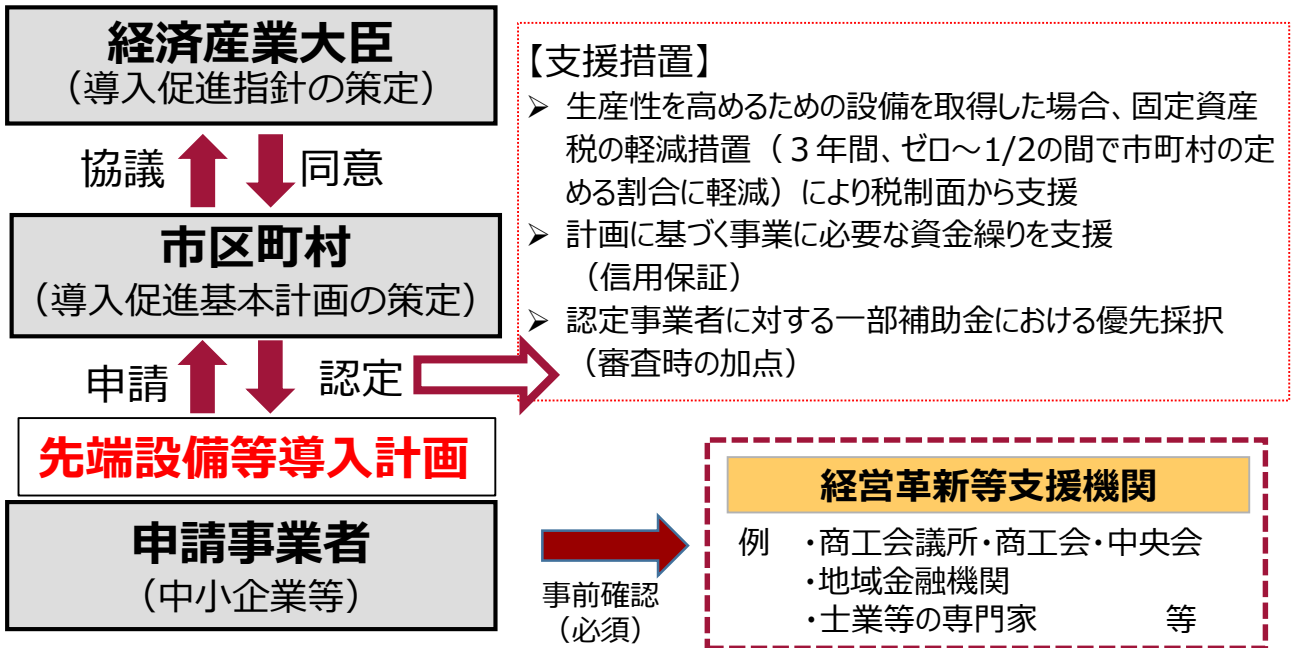 経済産業大臣
（導入促進指針の策定）
協議
同意
市区町村
（導入促進基本計画の策定）
申請
認定
先端設備等導入計画
申請事業者
（中小企業等）
【支援措置】
➢ 生産性を高めるための設備を取得した場合、固定資産
税の軽減措置（３年間、ゼロ～1/2の間で市町村の定
める割合に軽減）により税制面から支援
➢ 計画に基づく事業に必要な資金繰りを支援
（信用保証）
➢ 認定事業者に対する一部補助金における優先採択
（審査時の加点）
事前確認
（必須）
経営革新等支援機関
例 ・商工会議所・商工会・中央会
・地域金融機関
・士業等の専門家 等